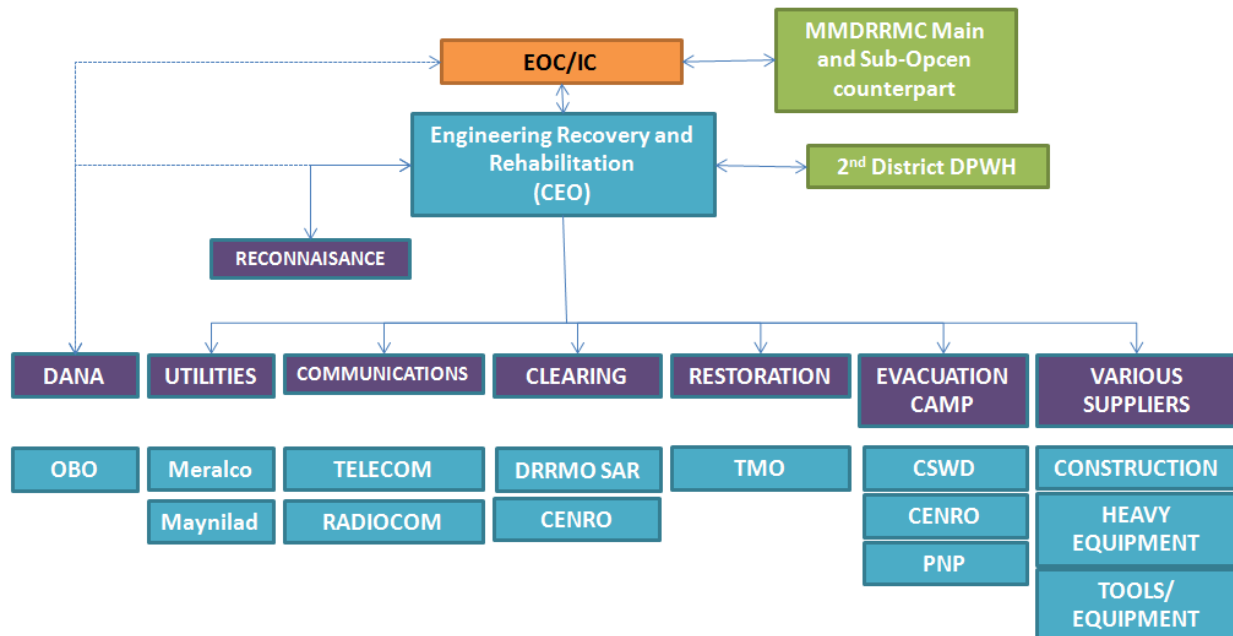 EOC/IC
MMDRRMC Main
and Sub-Opcen
counterpart
Engineering Recovery and
Rehabilitation
(CEO)
2nd District DPWH
RECONNAISANCE
DANA
UTILITIES
COMMUNICATIONS
CLEARING
RESTORATION
EVACUATION
CAMP
VARIOUS
SUPPLIERS
OBO
Meralco
TELECOM
DRRMO SAR
TMO
CSWD
CONSTRUCTION
Maynilad
RADIOCOM
CENRO
CENRO
HEAVY
EQUIPMENT
PNP
TOOLS/
EQUIPMENT